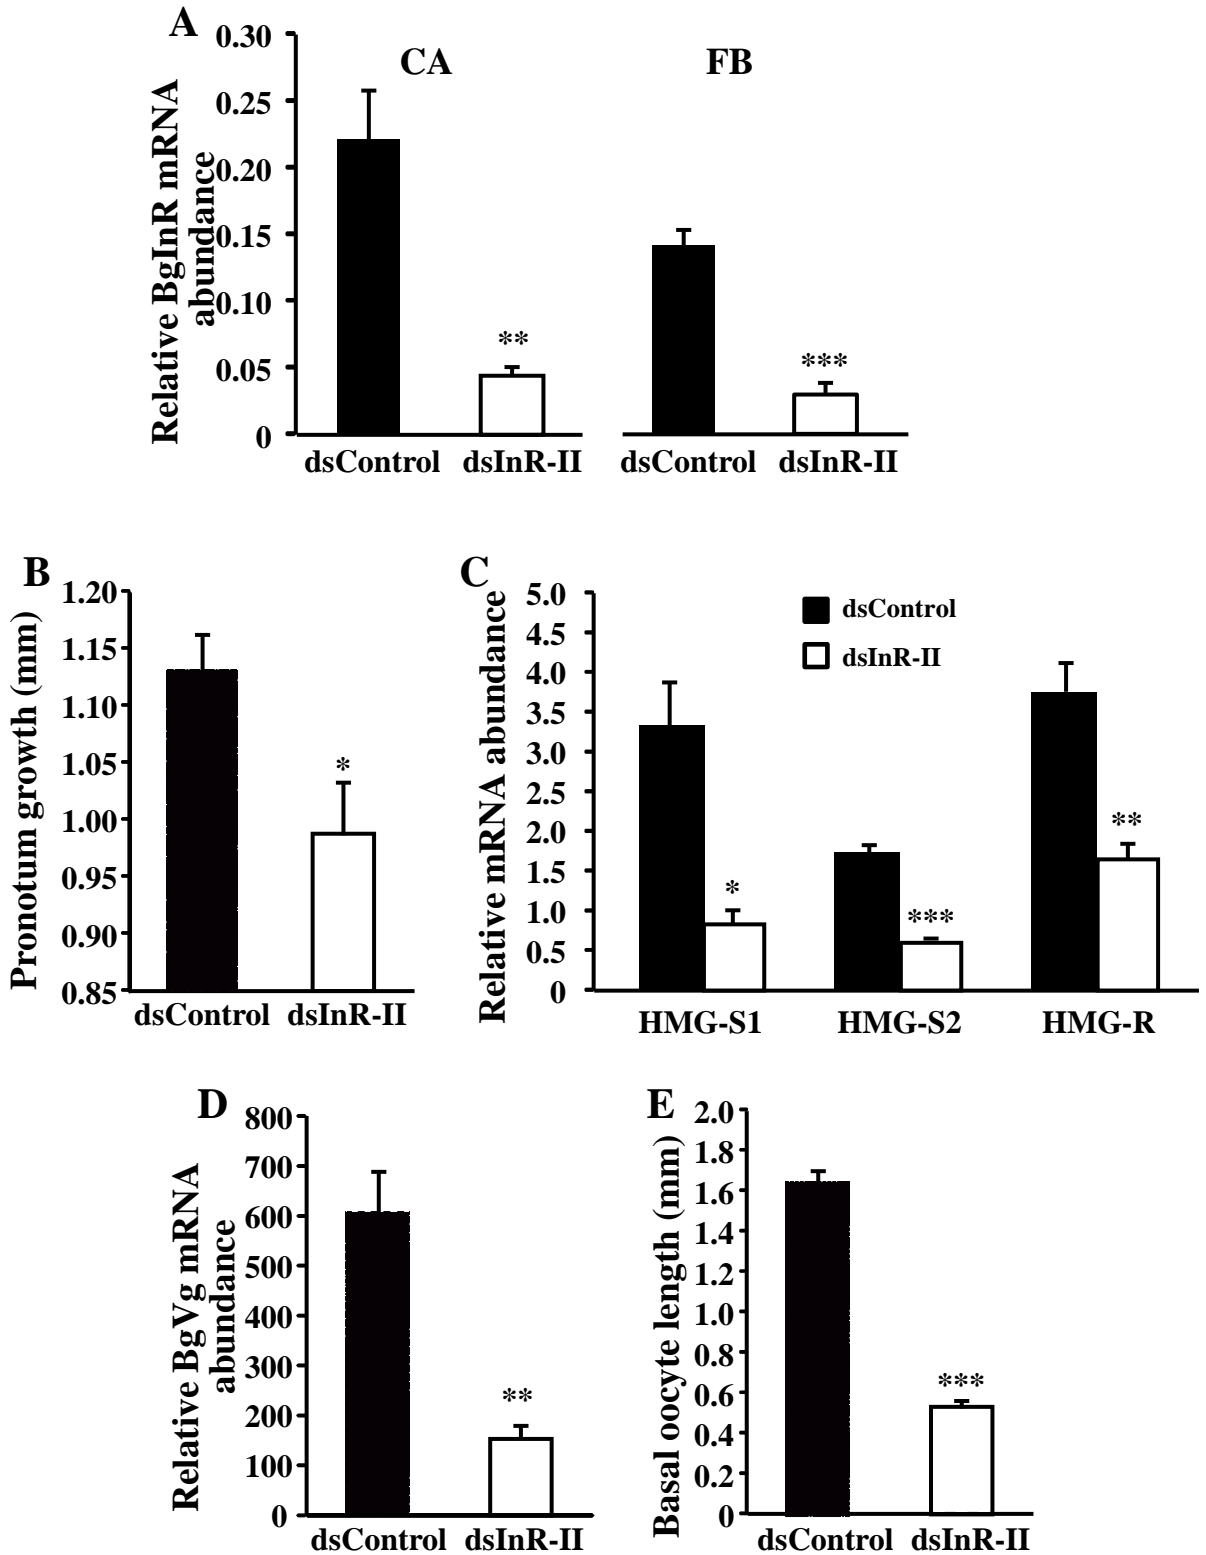 A
Relative BgInR mRNA
abundance
0.30
0.25
0.20
0.15
0.10
0.05
0
CA
FB
**
***
dsControl dsInR-II
dsControl dsInR-II
B
Pronotum growth (mm)
1.20
1.15
1.10
1.05
1.00
0.95
0.90
0.85
*
dsControl dsInR-II
C
Relative mRNA abundance
5.0
4.5
4.0
3.5
3.0
2.5
2.0
1.5
1.0
0.5
0
dsControl
dsInR-II
*
***
**
HMG-S1 HMG-S2 HMG-R
D
Relative BgVg mRNA
abundance
800
700
600
500
400
300
200
100
0
**
dsControl dsInR-II
E
Basal oocyte length (mm)
2.0
1.8
1.6
1.4
1.2
1.0
0.8
0.6
0.4
0.2
0
***
dsControl dsInR-II